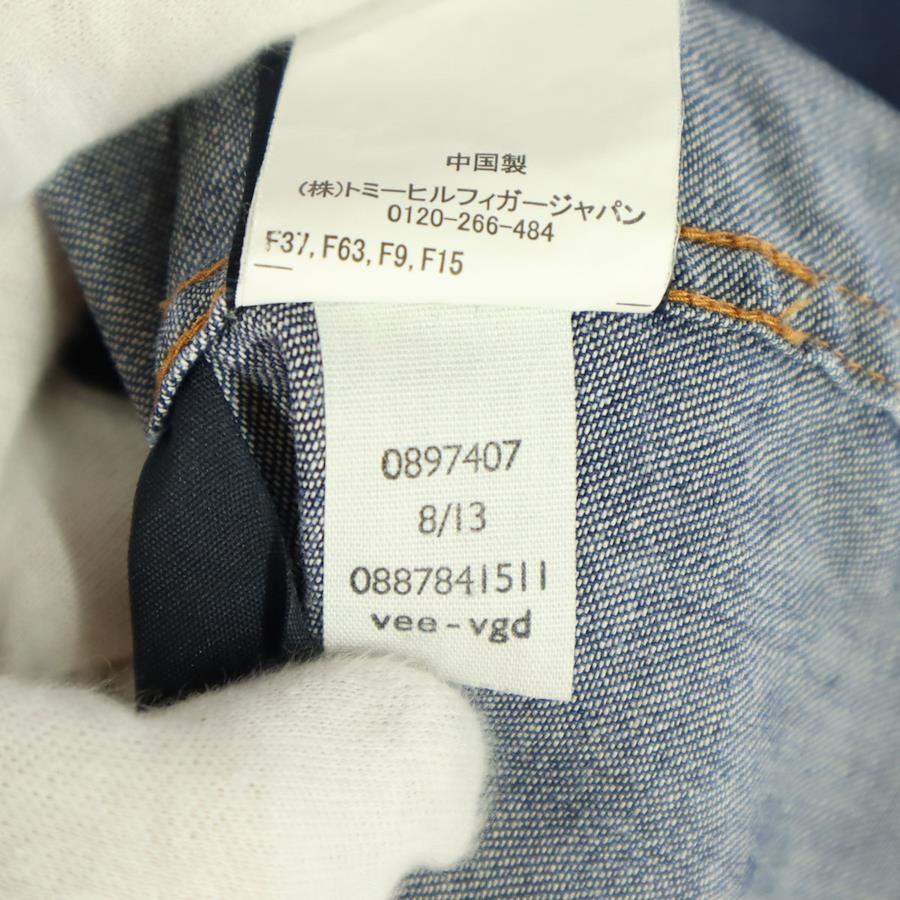 中国製
(株)トミーヒルフィガージャパン
0120-266-484
F37, F63, F9, F15
0897407
8/13
0887841511
vee-vgd